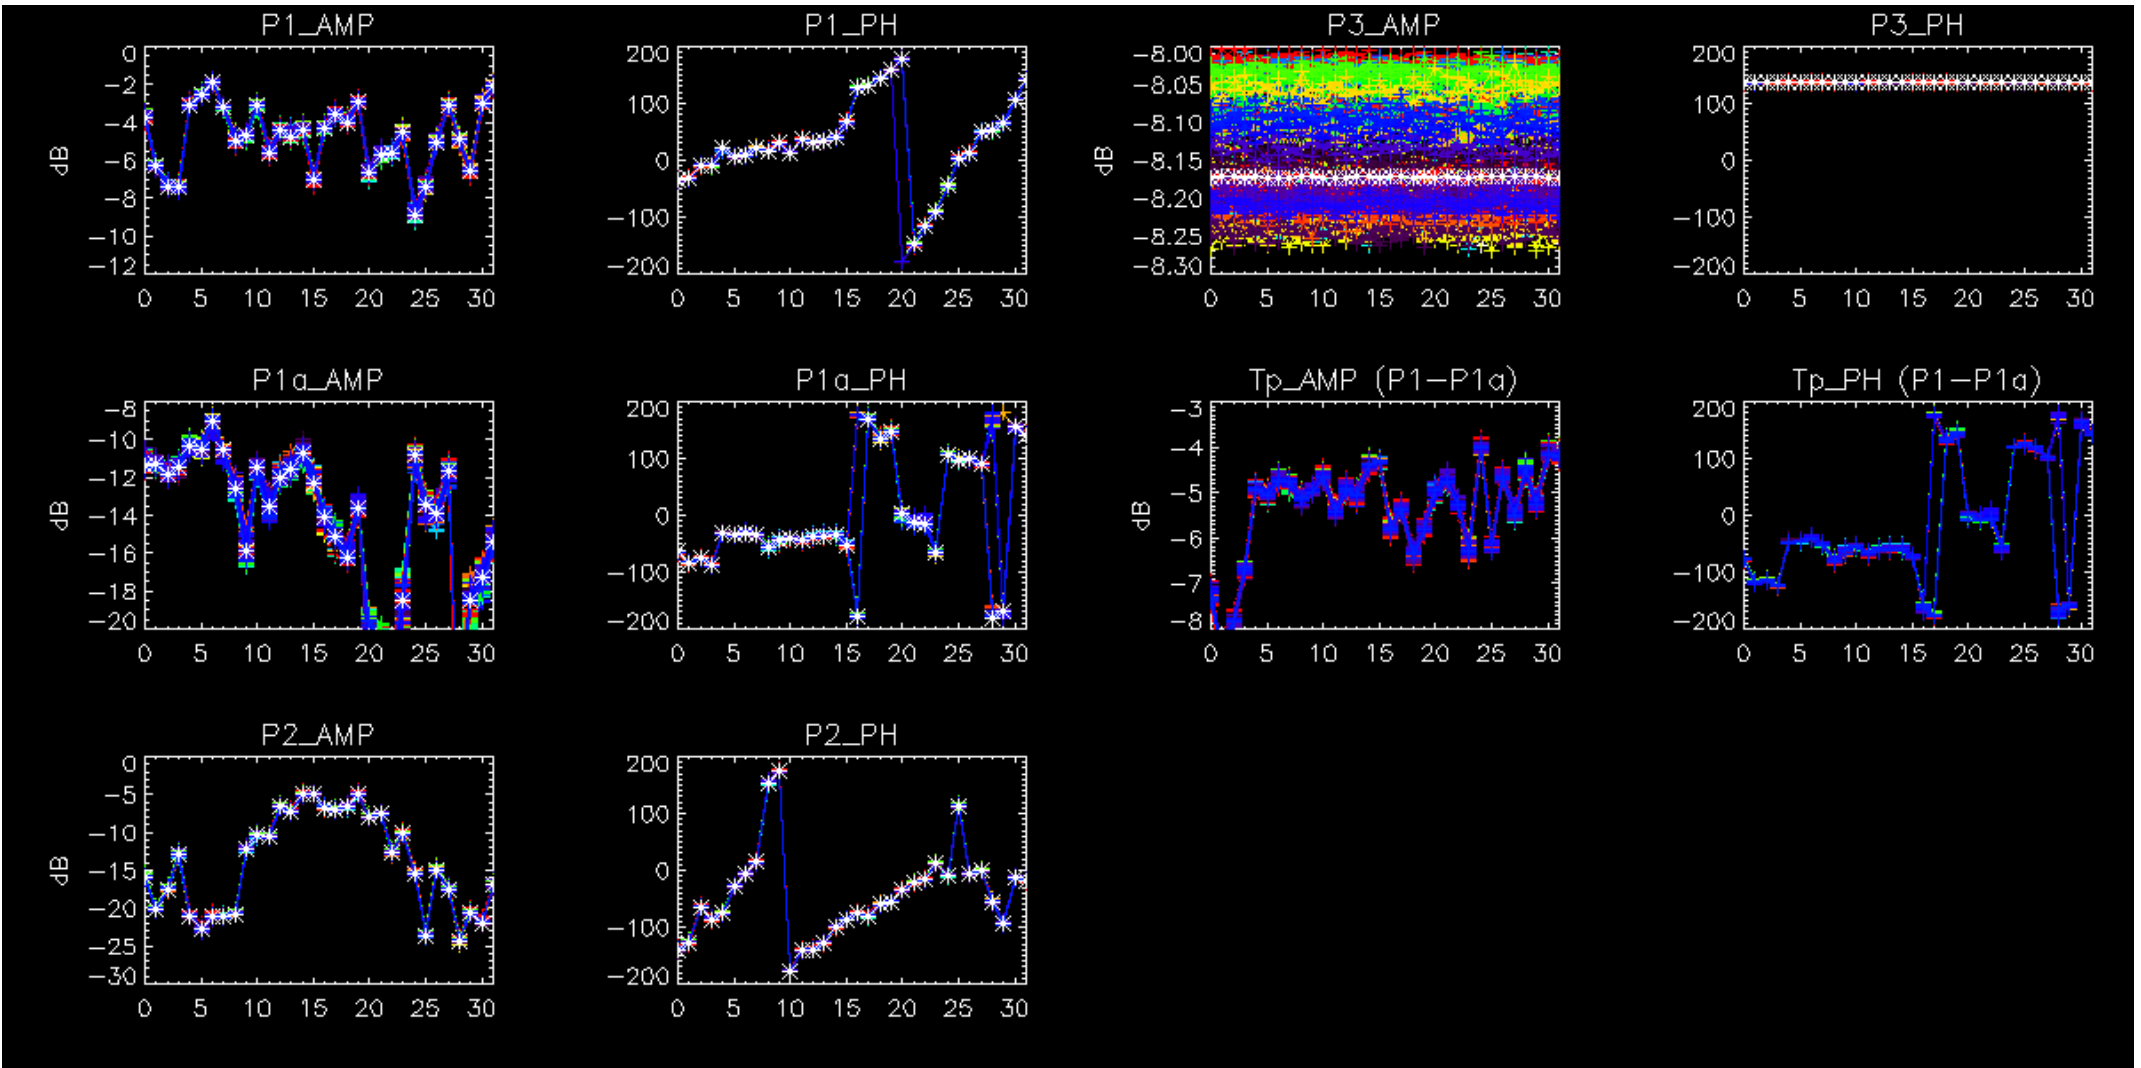 P1_AMP
P1_PH
P3_AMP
P3_PH
0
−2
−4
−6
−8
−10
−12
dB
0 5 10 15 20 25 30
200
100
0
−100
−200
0 5 10 15 20 25 30
−8.00
−8.05
−8.10
−8.15
−8.20
−8.25
−8.30
dB
0 5 10 15 20 25 30
200
100
0
−100
−200
0 5 10 15 20 25 30
P1a_AMP
P1a_PH
Tp_AMP (P1−P1a)
Tp_PH (P1−P1a)
−8
−10
−12
−14
−16
−18
−20
dB
0 5 10 15 20 25 30
200
100
0
−100
−200
0 5 10 15 20 25 30
−3
−4
−5
−6
−7
−8
dB
0 5 10 15 20 25 30
200
100
0
−100
−200
0 5 10 15 20 25 30
P2_AMP
P2_PH
0
−5
−10
−15
−20
−25
−30
dB
0 5 10 15 20 25 30
200
100
0
−100
−200
0 5 10 15 20 25 30